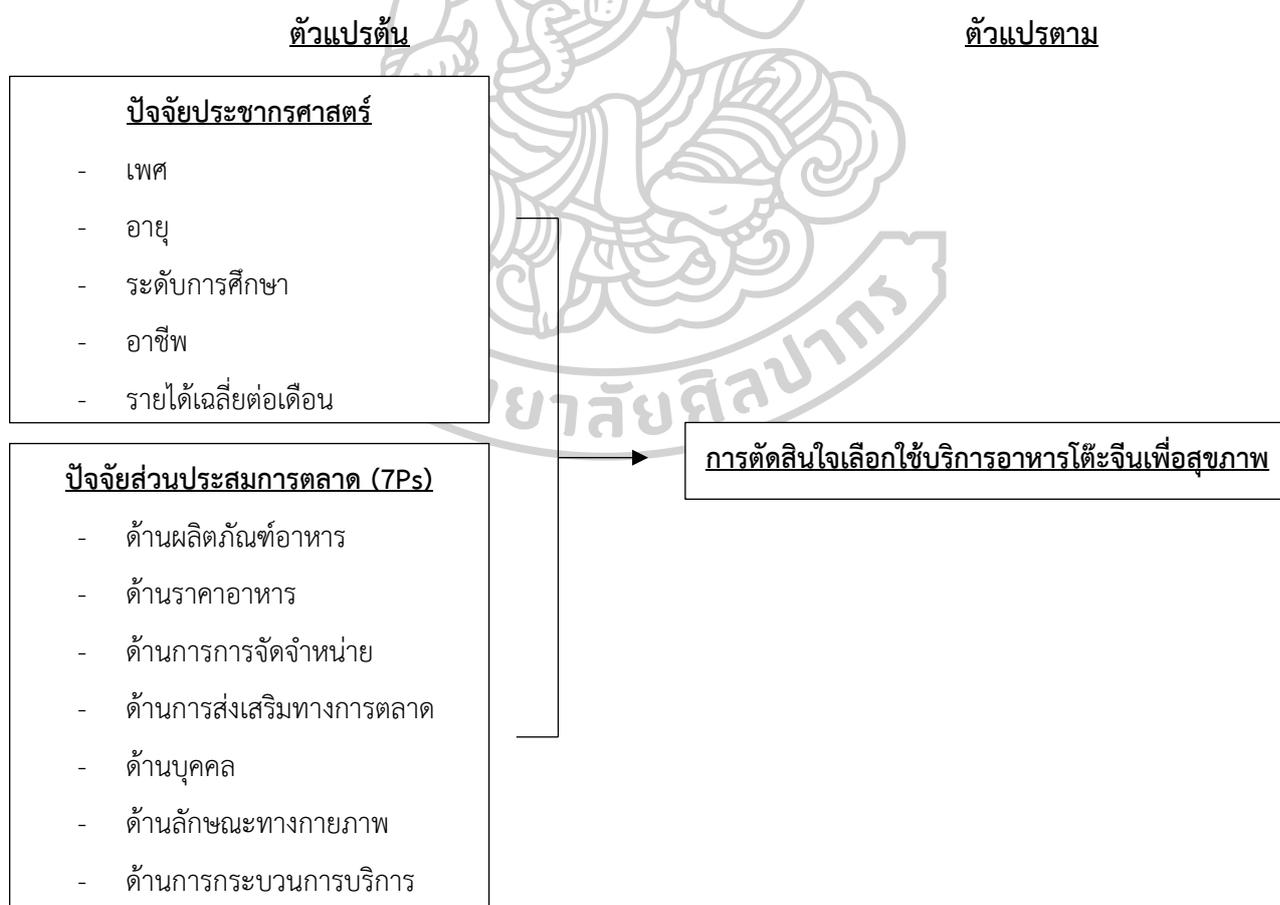 ตัวแปรต้น
ตัวแปรตาม
ปัจจัยประชากรศาสตร์
- เพศ
- อายุ
- ระดับการศึกษา
- อาชีพ
- รายได้เฉลี่ยต่อเดือน
ยาลัยศิลปากร
ปัจจัยส่วนประสมการตลาด (7Ps)
- ด้านผลิตภัณฑ์อาหาร
- ด้านราคาอาหาร
- ด้านการการจัดจำหน่าย
- ด้านการส่งเสริมทางการตลาด
- ด้านบุคคล
- ด้านลักษณะทางกายภาพ
- ด้านการกระบวนการบริการ
การตัดสินใจเลือกใช้บริการอาหารโต๊ะจีนเพื่อสุขภาพ